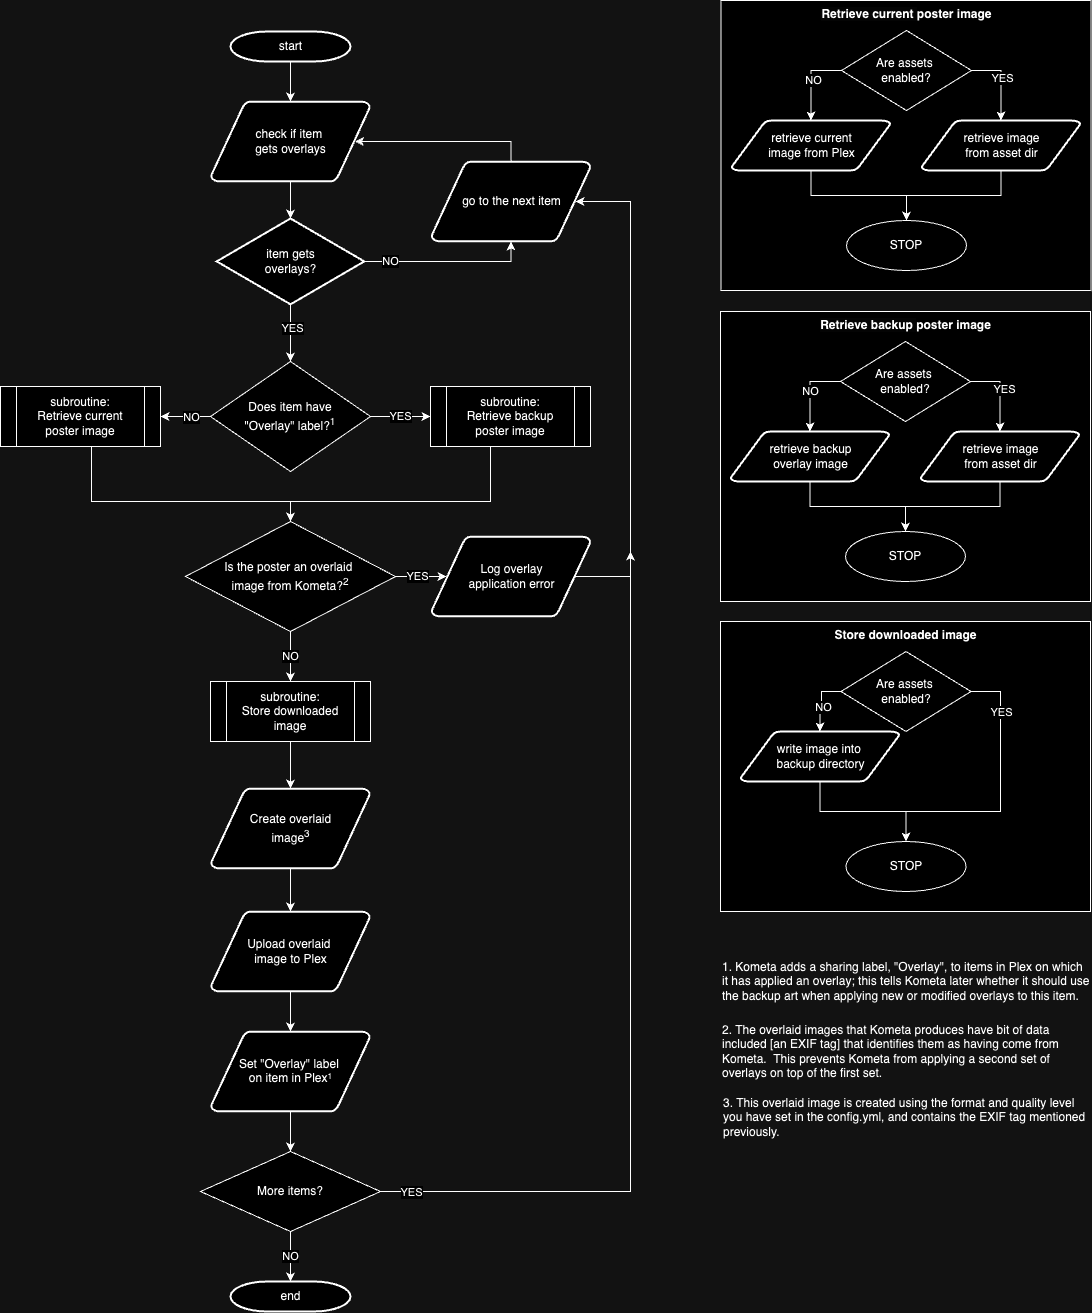 start
check if item
gets overlays
go to the next item
item gets
overlays?
NO
YES
Does item have
"Overlay" label?1
NO
YES
subroutine:
Retrieve current
poster image
subroutine:
Retrieve backup
poster image
Is the poster an overlaid
image from Kometa?2
YES
Log overlay
application error
NO
subroutine:
Store downloaded
image
Create overlaid
image3
Upload overlaid
image to Plex
Set "Overlay" label
on item in Plex1
More items?
YES
NO
end
Retrieve current poster image
Are assets
enabled?
NO
YES
retrieve current
image from Plex
retrieve image
from asset dir
STOP
Retrieve backup poster image
Are assets
enabled?
NO
YES
retrieve backup
overlay image
retrieve image
from asset dir
STOP
Store downloaded image
Are assets
enabled?
NO
YES
write image into
backup directory
STOP
1. Kometa adds a sharing label, "Overlay", to items in Plex on which
it has applied an overlay; this tells Kometa later whether it should use
the backup art when applying new or modified overlays to this item.
2. The overlaid images that Kometa produces have bit of data
included [an EXIF tag] that identifies them as having come from
Kometa.  This prevents Kometa from applying a second set of
overlays on top of the first set.
3. This overlaid image is created using the format and quality level
you have set in the config.yml, and contains the EXIF tag mentioned
previously.